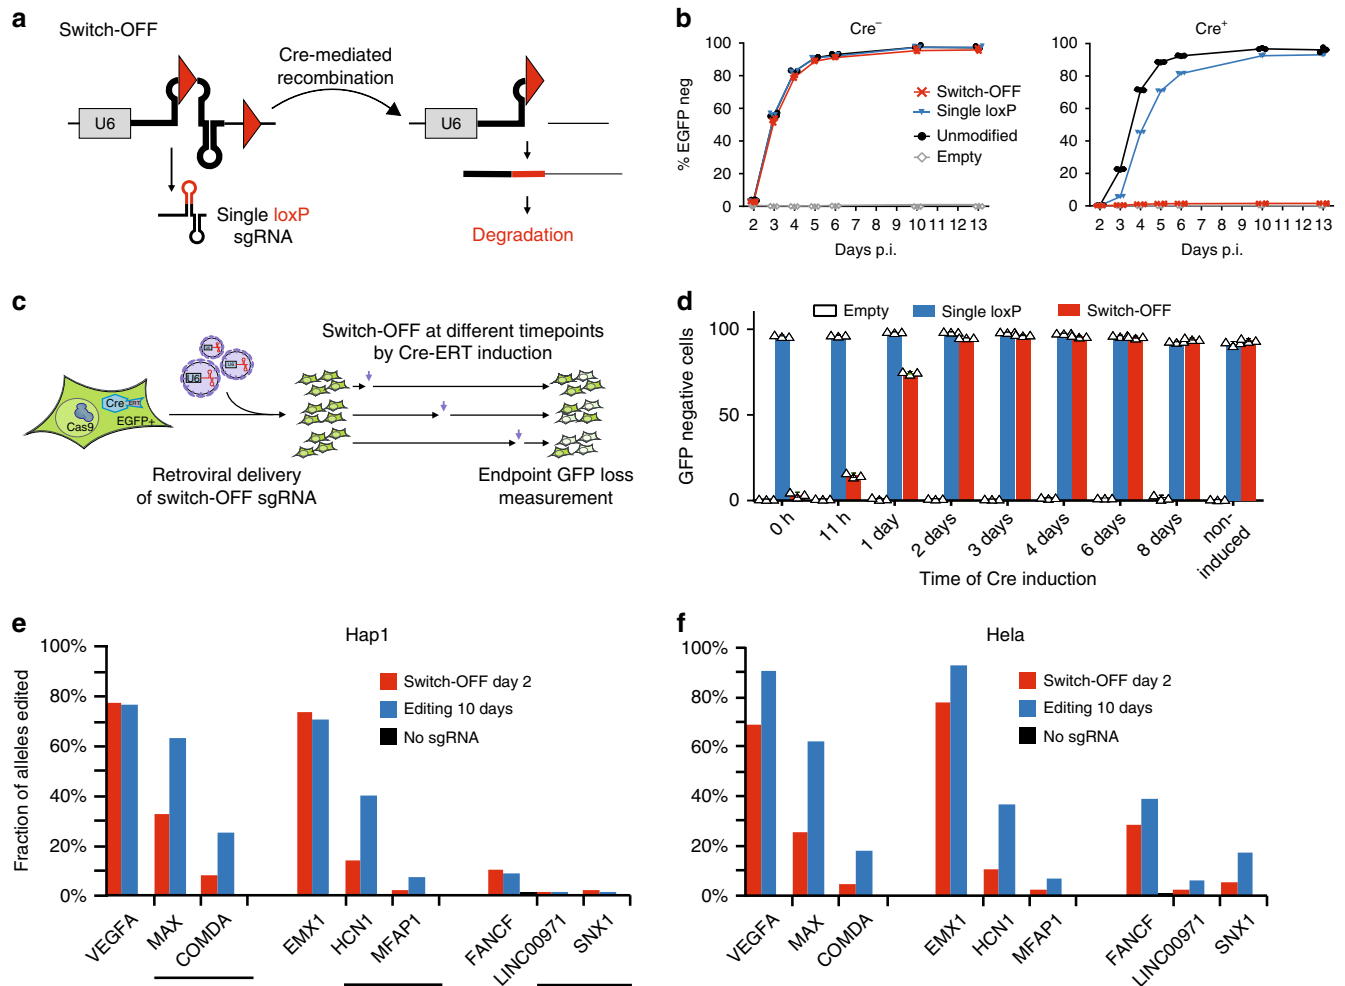 a
Switch-OFF
Cre-mediated
recombination
U6
U6
Single loxP
sgRNA
Degradation
b
Cre⁻
Cre⁺
% EGFP neg
100
80
60
40
20
0
2 3 4 5 6 7 8 9 10 11 12 13
Days p.i.
Switch-OFF
Single loxP
Unmodified
Empty
100
80
60
40
20
0
2 3 4 5 6 7 8 9 10 11 12 13
Days p.i.
c
Switch-OFF at different timepoints
by Cre-ERT induction
U6
Cre
ERT
Cas9
EGFP+
Retroviral delivery
of switch-OFF sgRNA
Endpoint GFP loss
measurement
d
Empty
Single loxP
Switch-OFF
GFP negative cells
100
50
0
0 h
11 h
1 day
2 days
3 days
4 days
6 days
8 days
non-
induced
Time of Cre induction
e
Hap1
Fraction of alleles edited
100%
80%
60%
40%
20%
0%
Switch-OFF day 2
Editing 10 days
No sgRNA
VEGFA
MAX
COMDA
EMX1
HCN1
MFAP1
FANCF
LINC00971
SNX1
f
Hela
100%
80%
60%
40%
20%
0%
Switch-OFF day 2
Editing 10 days
No sgRNA
VEGFA
MAX
COMDA
EMX1
HCN1
MFAP1
FANCF
LINC00971
SNX1